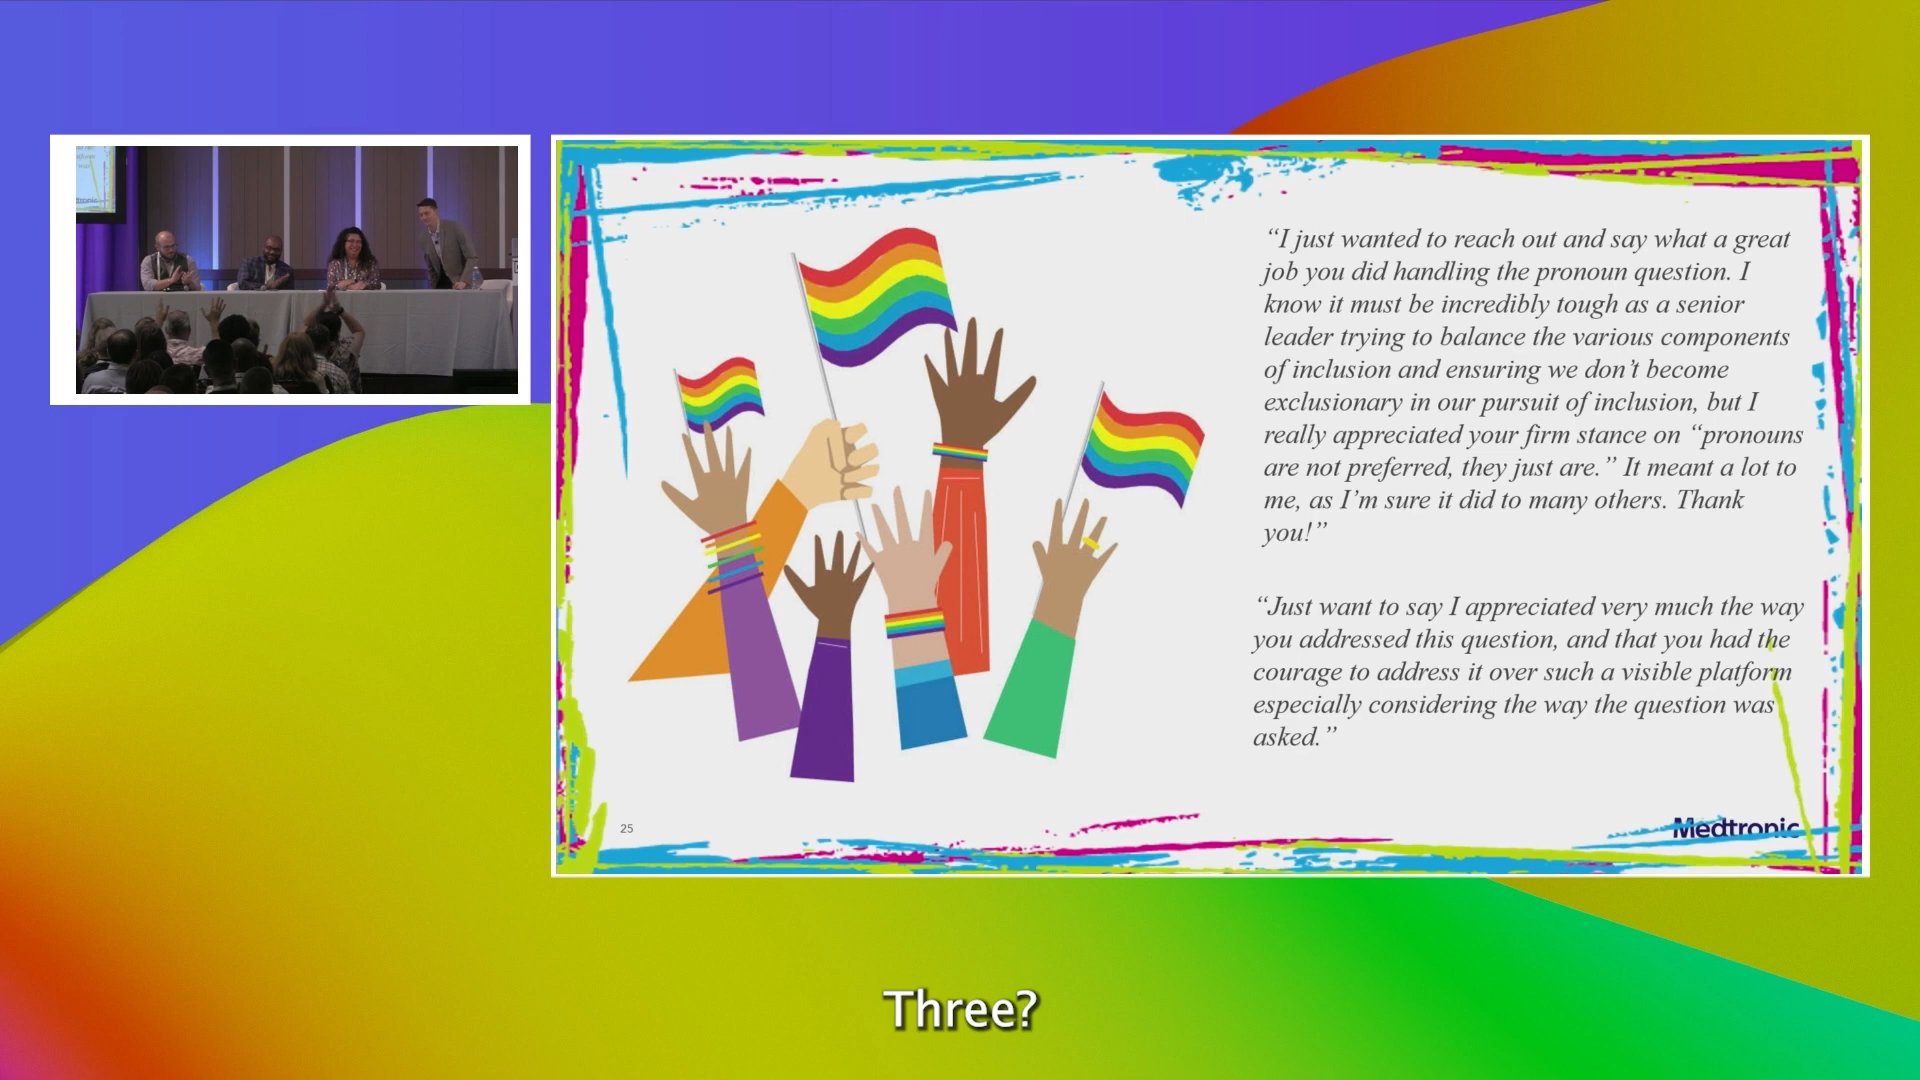 “I just wanted to reach out and say what a great
job you did handling the pronoun question. I
know it must be incredibly tough as a senior
leader trying to balance the various components
of inclusion and ensuring we don’t become
exclusionary in our pursuit of inclusion, but I
really appreciated your firm stance on “pronouns
are not preferred, they just are.” It meant a lot to
me, as I’m sure it did to many others. Thank
you!”
“Just want to say I appreciated very much the way
you addressed this question, and that you had the
courage to address it over such a visible platform
especially considering the way the question was
asked.”
25
Medtronic
Three?